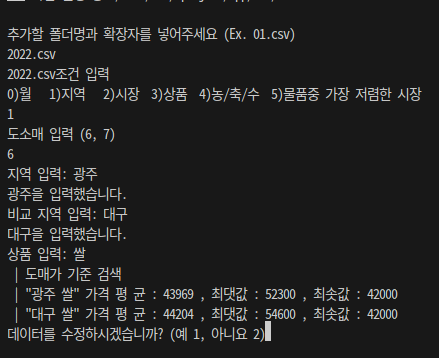 추가할 폴더명과 확장자를 넣어주세요 (Ex. 01.csv)
2022.csv
2022.csv조건 입력
0)월 1)지역 2)시장 3)상품 4)농/축/수 5)물품중 가장 저렴한 시장
1
도소매 입력 (6, 7)
6
지역 입력: 광주
광주을 입력했습니다.
비교 지역 입력: 대구
대구을 입력했습니다.
상품 입력: 쌀
| 도매가 기준 검색
| "광주 쌀" 가격 평 균 : 43969 , 최댓값 : 52300 , 최솟값 : 42000
| "대구 쌀" 가격 평 균 : 44204 , 최댓값 : 54600 , 최솟값 : 42000
데이터를 수정하시겠습니까? (예 1, 아니요 2)